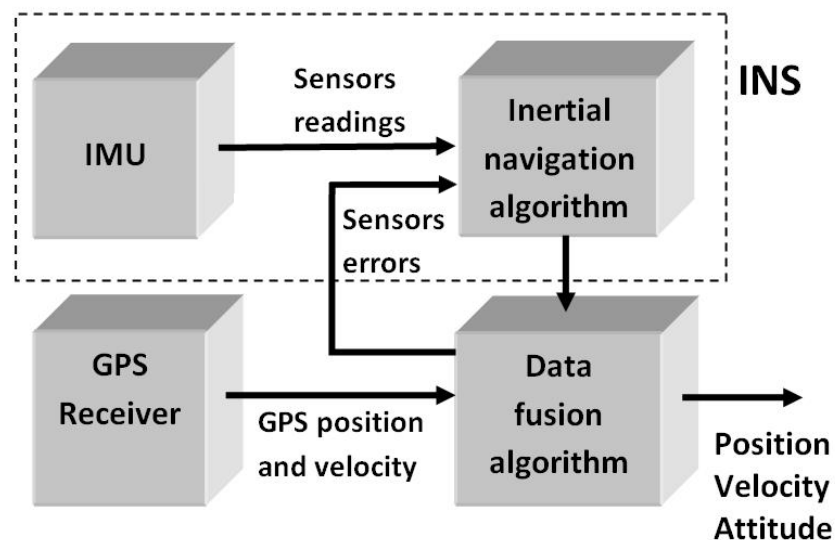 INS
IMU
Sensors
readings
Inertial
navigation
algorithm
Sensors
errors
GPS
Receiver
GPS position
and velocity
Data
fusion
algorithm
Position
Velocity
Attitude